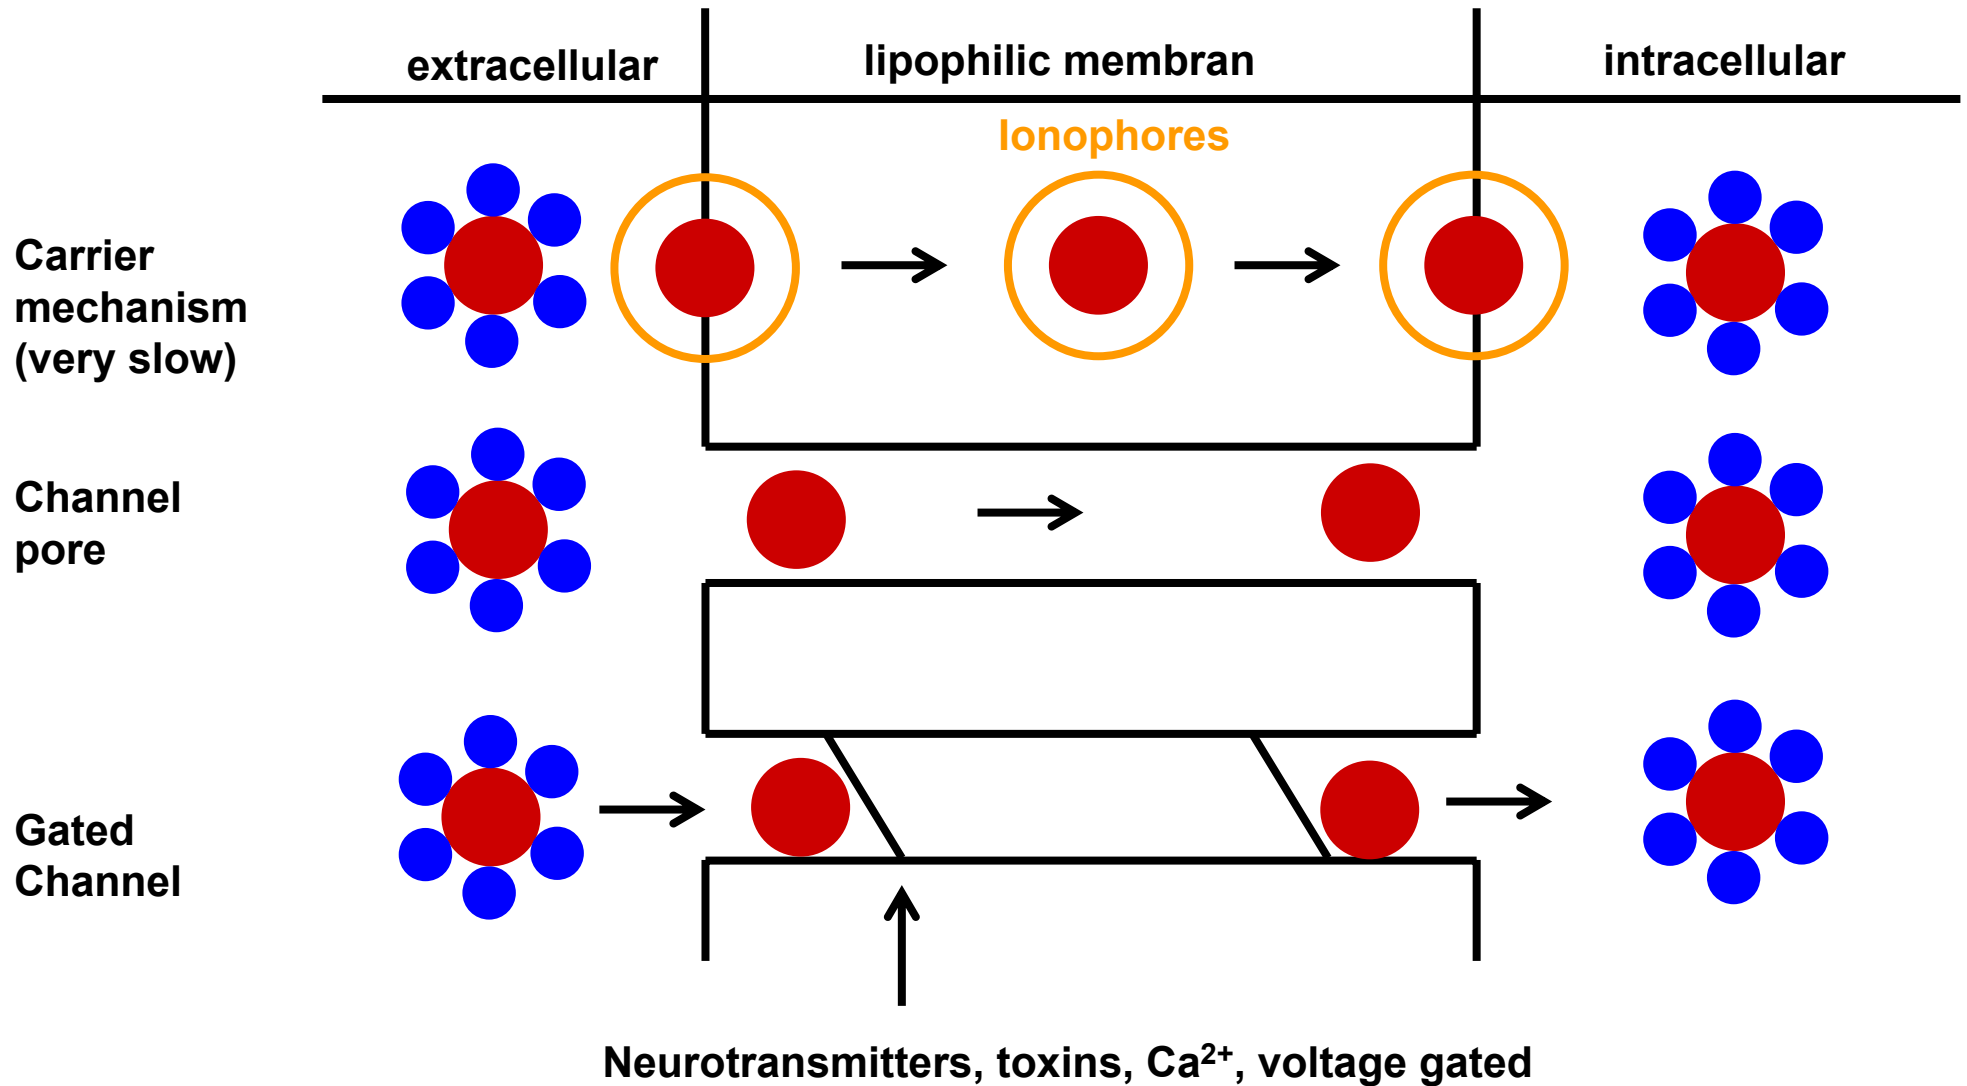 extracellular
lipophilic membran
intracellular
Ionophores
Carrier
mechanism
(very slow)
Channel
pore
Gated
Channel
Neurotransmitters, toxins, Ca²⁺, voltage gated